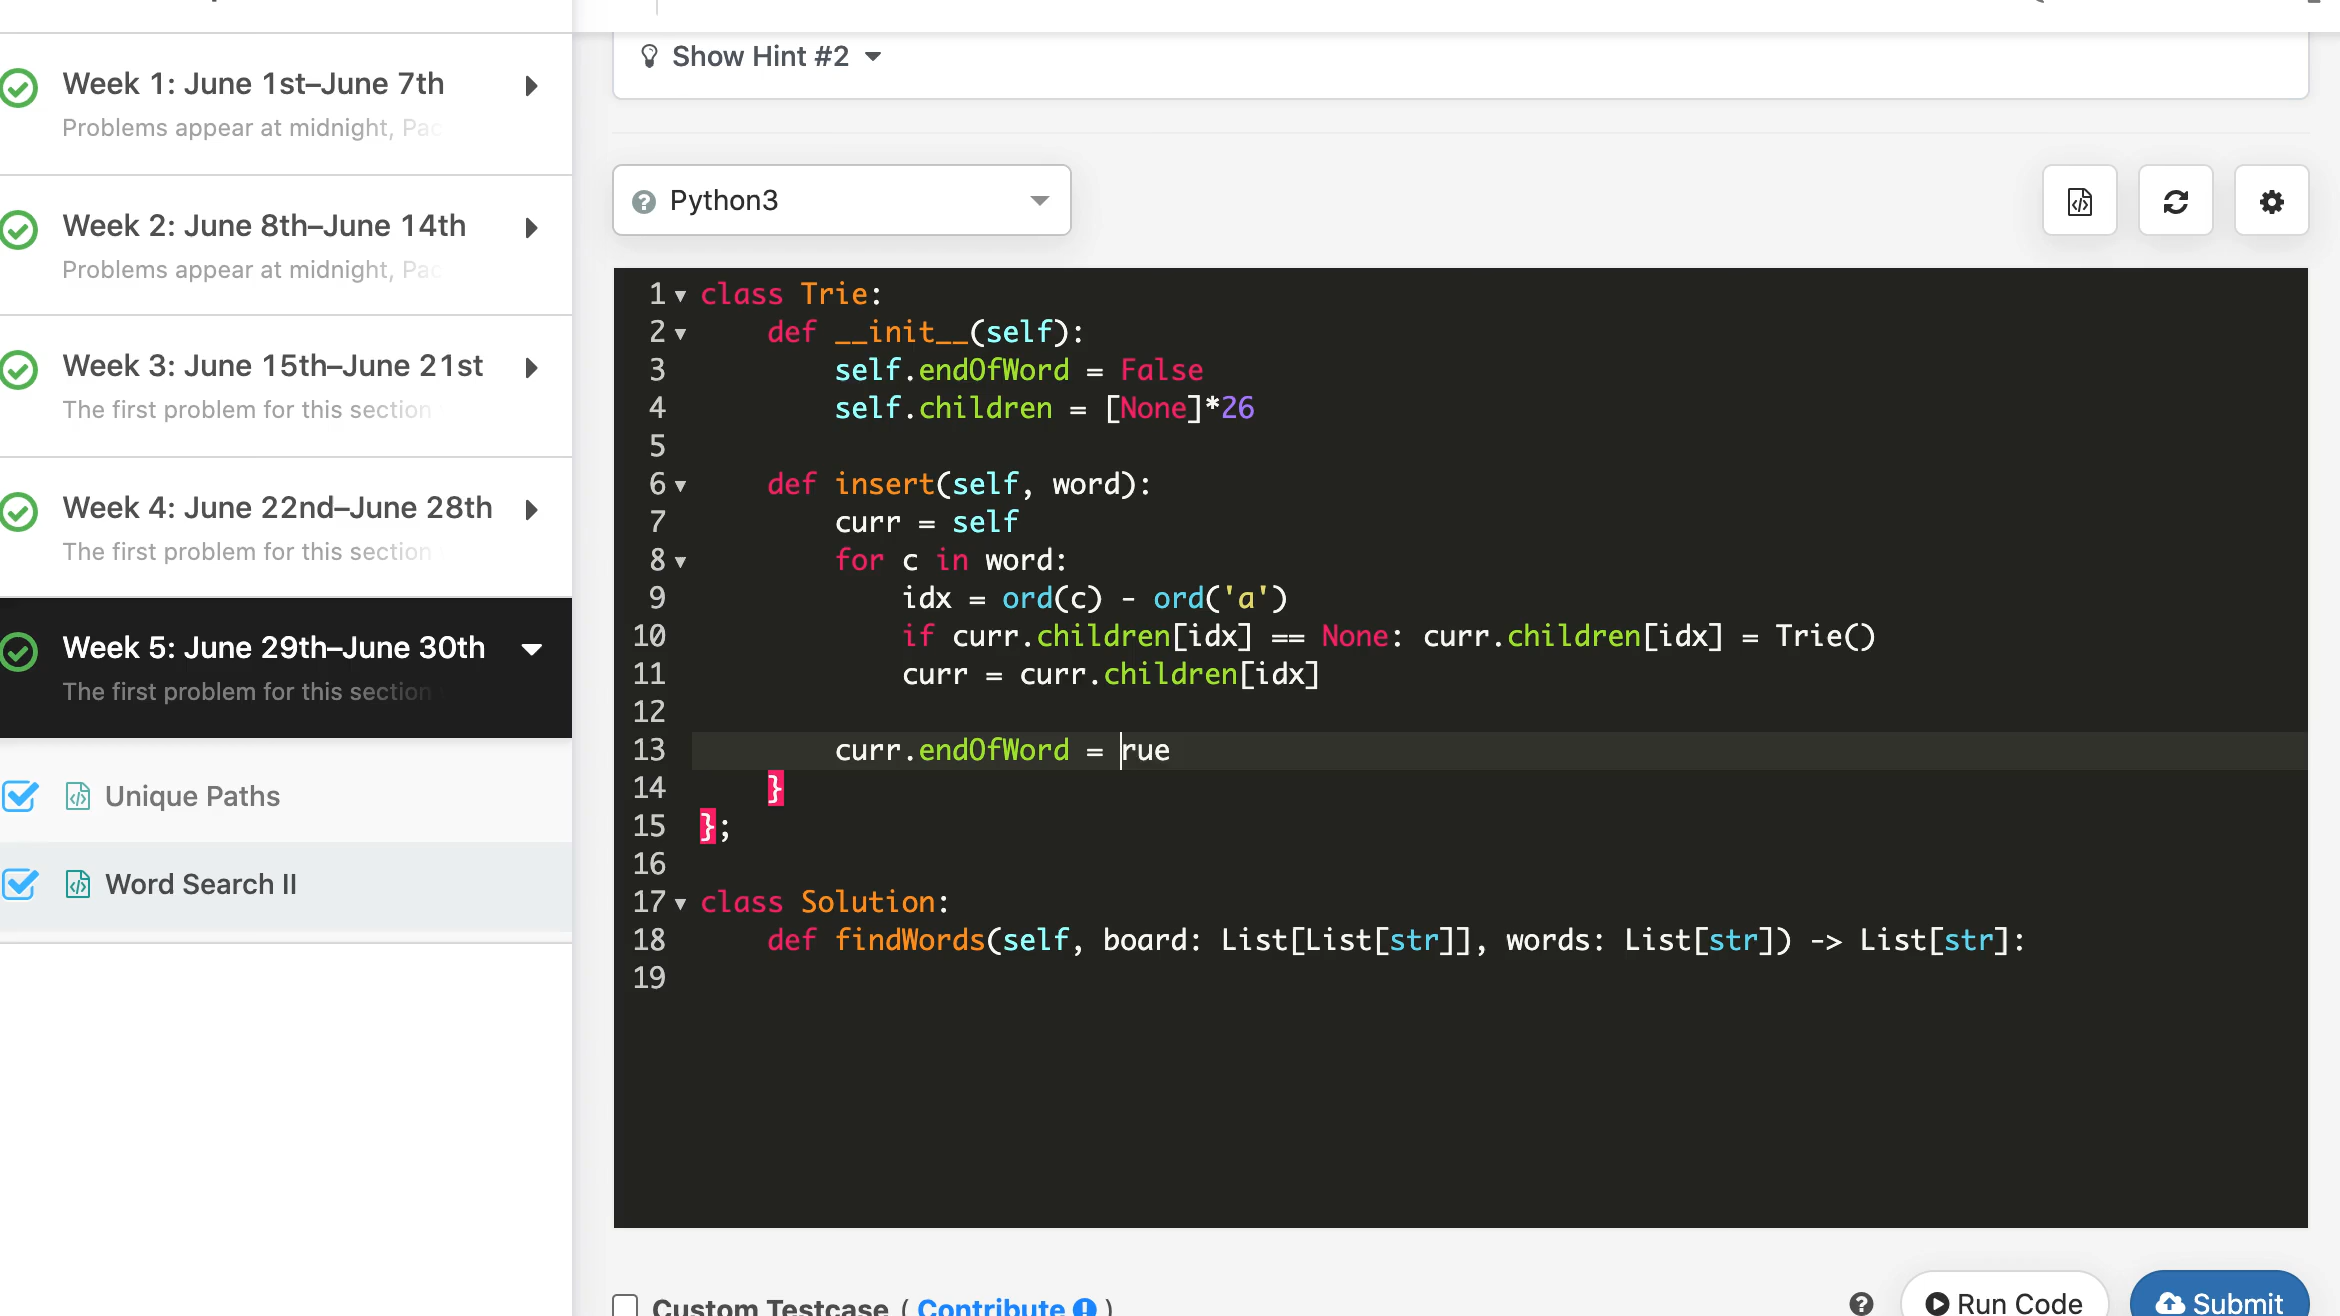 Week 1: June 1st–June 7th
Problems appear at midnight, Pac
Week 2: June 8th–June 14th
Problems appear at midnight, Pac
Week 3: June 15th–June 21st
The first problem for this section
Week 4: June 22nd–June 28th
The first problem for this section
Week 5: June 29th–June 30th
The first problem for this section
Unique Paths
Word Search II
Show Hint #2
Python3
1 class Trie:
2     def __init__(self):
3         self.endOfWord = False
4         self.children = [None]*26
5
6     def insert(self, word):
7         curr = self
8         for c in word:
9             idx = ord(c) - ord('a')
10             if curr.children[idx] == None: curr.children[idx] = Trie()
11             curr = curr.children[idx]
12
13         curr.endOfWord = rue
14     }
15 };
16
17 class Solution:
18     def findWords(self, board: List[List[str]], words: List[str]) -> List[str]:
19
Custom Testcase ( Contribute )
Run Code
Submit